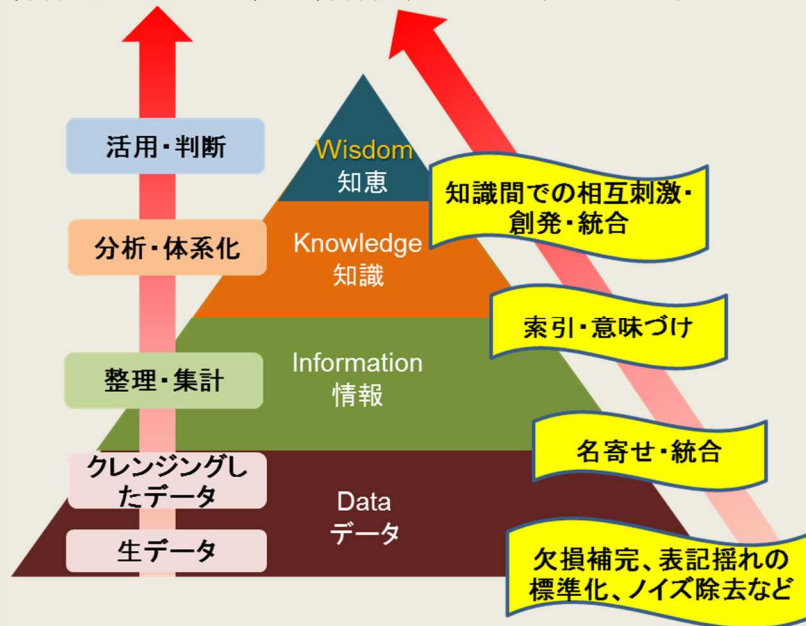 活用・判断
Wisdom
知恵
知識間での相互刺激・
創発・統合
分析・体系化
Knowledge
知識
索引・意味づけ
整理・集計
Information
情報
名寄せ・統合
クレンジングし
たデータ
Data
データ
生データ
欠損補完、表記揺れの
標準化、ノイズ除去など